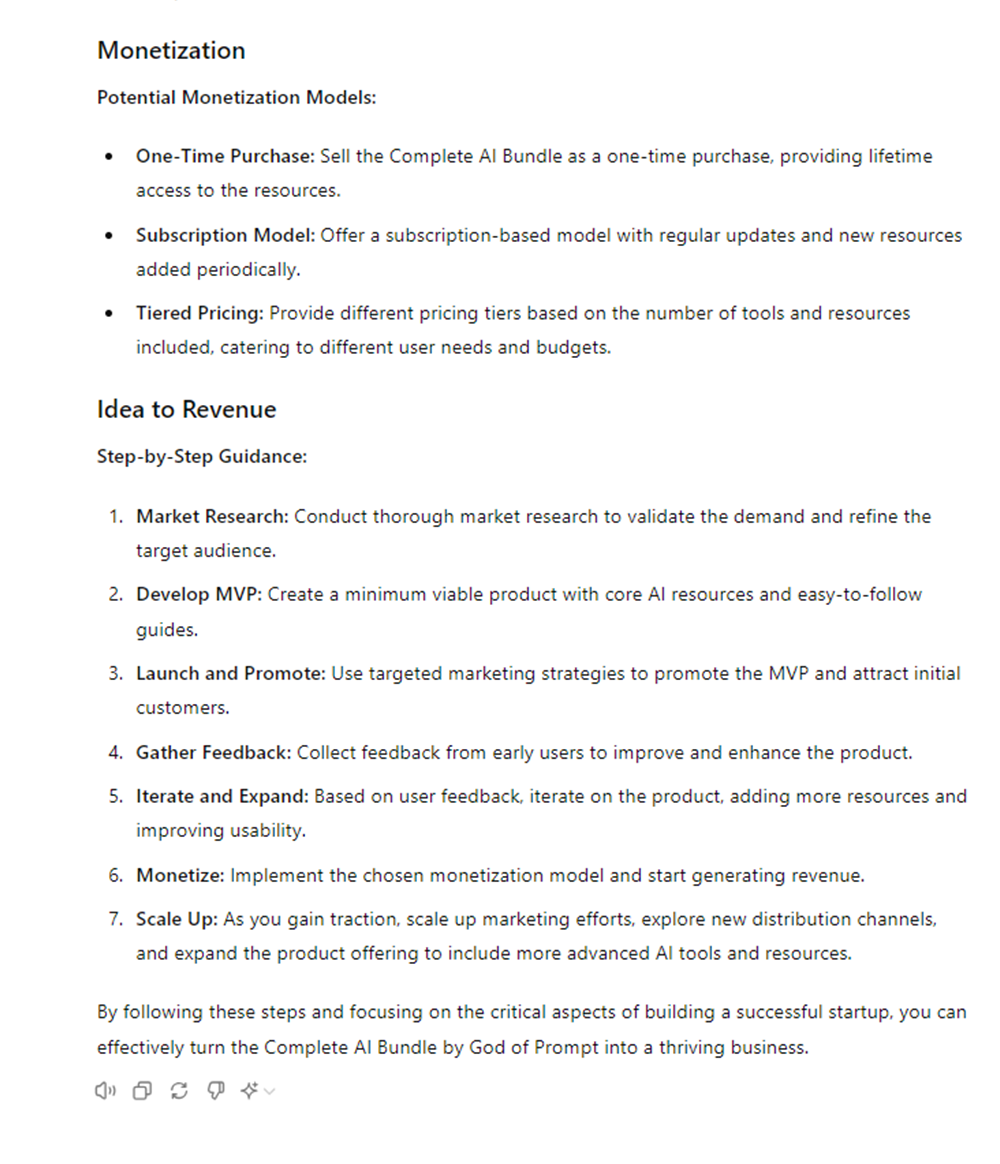 Monetization
Potential Monetization Models:
• One-Time Purchase: Sell the Complete AI Bundle as a one-time purchase, providing lifetime
access to the resources.
• Subscription Model: Offer a subscription-based model with regular updates and new resources
added periodically.
• Tiered Pricing: Provide different pricing tiers based on the number of tools and resources
included, catering to different user needs and budgets.
Idea to Revenue
Step-by-Step Guidance:
1. Market Research: Conduct thorough market research to validate the demand and refine the
target audience.
2. Develop MVP: Create a minimum viable product with core AI resources and easy-to-follow
guides.
3. Launch and Promote: Use targeted marketing strategies to promote the MVP and attract initial
customers.
4. Gather Feedback: Collect feedback from early users to improve and enhance the product.
5. Iterate and Expand: Based on user feedback, iterate on the product, adding more resources and
improving usability.
6. Monetize: Implement the chosen monetization model and start generating revenue.
7. Scale Up: As you gain traction, scale up marketing efforts, explore new distribution channels,
and expand the product offering to include more advanced AI tools and resources.
By following these steps and focusing on the critical aspects of building a successful startup, you can
effectively turn the Complete AI Bundle by God of Prompt into a thriving business.